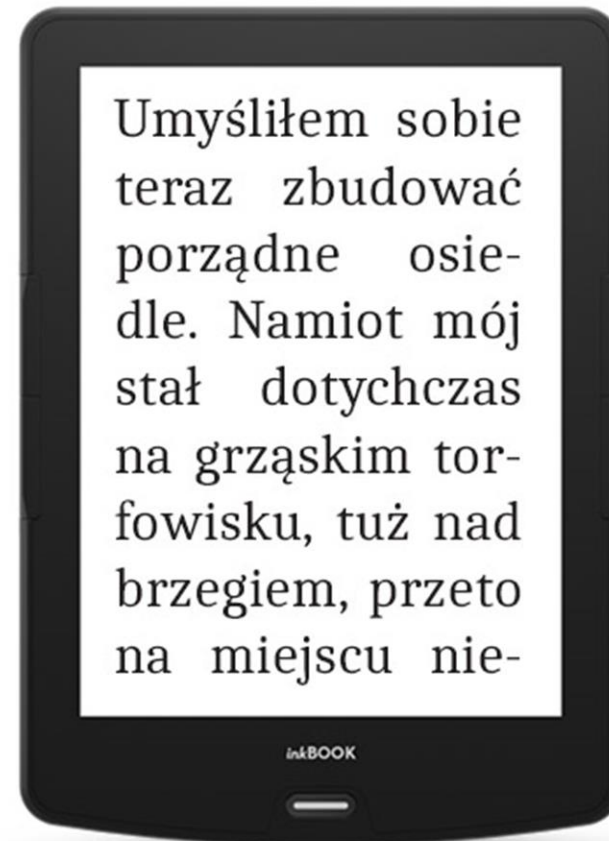 Umyśliłem sobie
teraz zbudować
porządne osie-
dle. Namiot mój
stał dotychczas
na grząskim tor-
fowisku, tuż nad
brzegiem, przeto
na miejscu nie-
inkBOOK